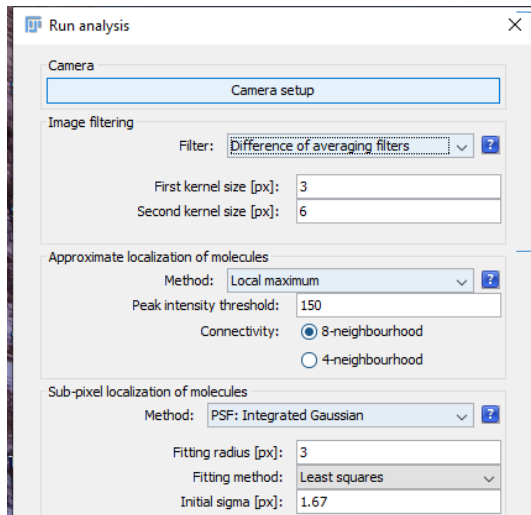 Run analysis
Camera
Camera setup
Image filtering
Filter: Difference of averaging filters ?
First kernel size [px]: 3
Second kernel size [px]: 6
Approximate localization of molecules
Method: Local maximum ?
Peak intensity threshold: 150
Connectivity: 8-neighbourhood
4-neighbourhood
Sub-pixel localization of molecules
Method: PSF: Integrated Gaussian ?
Fitting radius [px]: 3
Fitting method: Least squares
Initial sigma [px]: 1.67